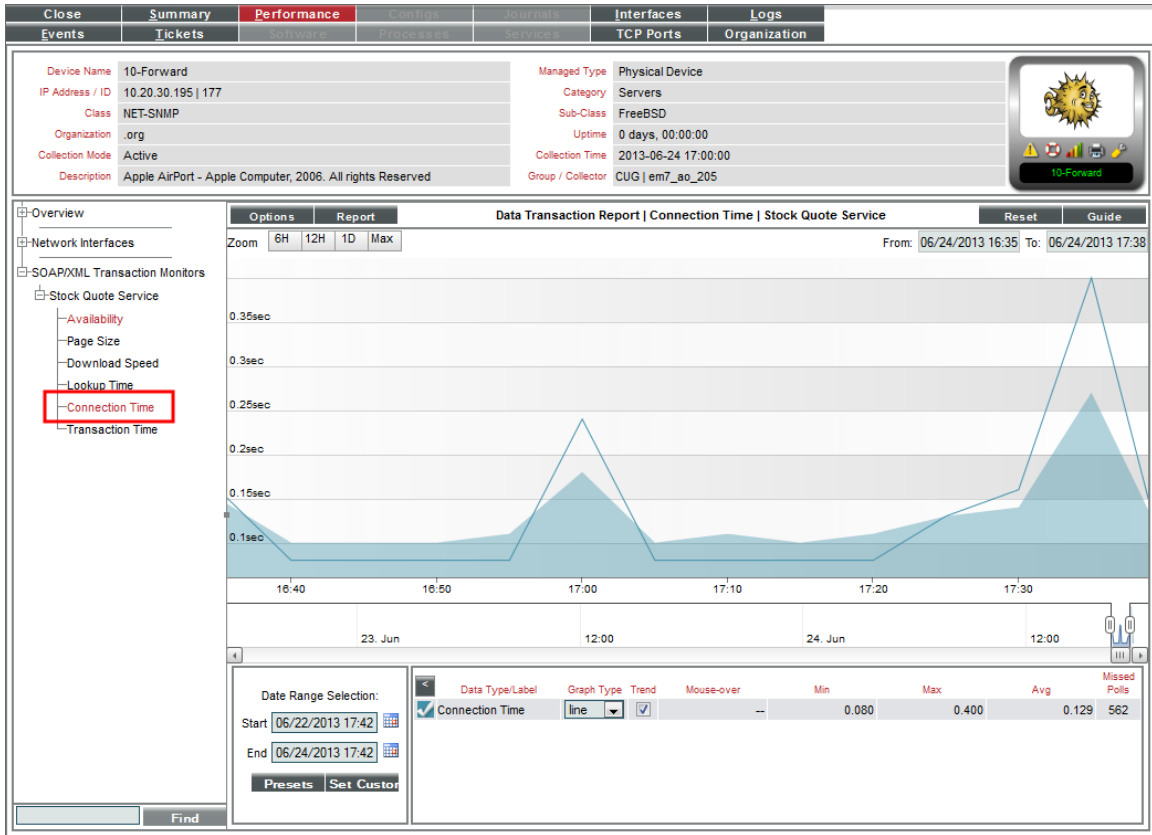 Close Summary Performance Configs Journals Interfaces Logs
Events Tickets Software Processes Services TCP Ports Organization
Device Name 10-Forward Managed Type Physical Device
IP Address / ID 10.20.30.195 | 177 Category Servers
Class NET-SNMP Sub-Class FreeBSD
Organization .org Uptime 0 days, 00:00:00
Collection Mode Active Collection Time 2013-06-24 17:00:00
Description Apple AirPort - Apple Computer, 2006. All rights Reserved Group / Collector CUG | em7_ao_205
10-Forward
Overview
Network Interfaces
SOAP/XML Transaction Monitors
Stock Quote Service
Availability
Page Size
Download Speed
Lookup Time
Connection Time
Transaction Time
Find
Options Report Data Transaction Report | Connection Time | Stock Quote Service Reset Guide
Zoom 6H 12H 1D Max From: 06/24/2013 16:35 To: 06/24/2013 17:38
0.35sec
0.3sec
0.25sec
0.2sec
0.15sec
0.1sec
16:40 16:50 17:00 17:10 17:20 17:30
23. Jun 12:00 24. Jun 12:00
Date Range Selection:
Start 06/22/2013 17:42
End 06/24/2013 17:42
Presets Set Custor
< Data Type/Label Graph Type Trend Mouse-over Min Max Avg Missed Polls
Connection Time line -- 0.080 0.400 0.129 562